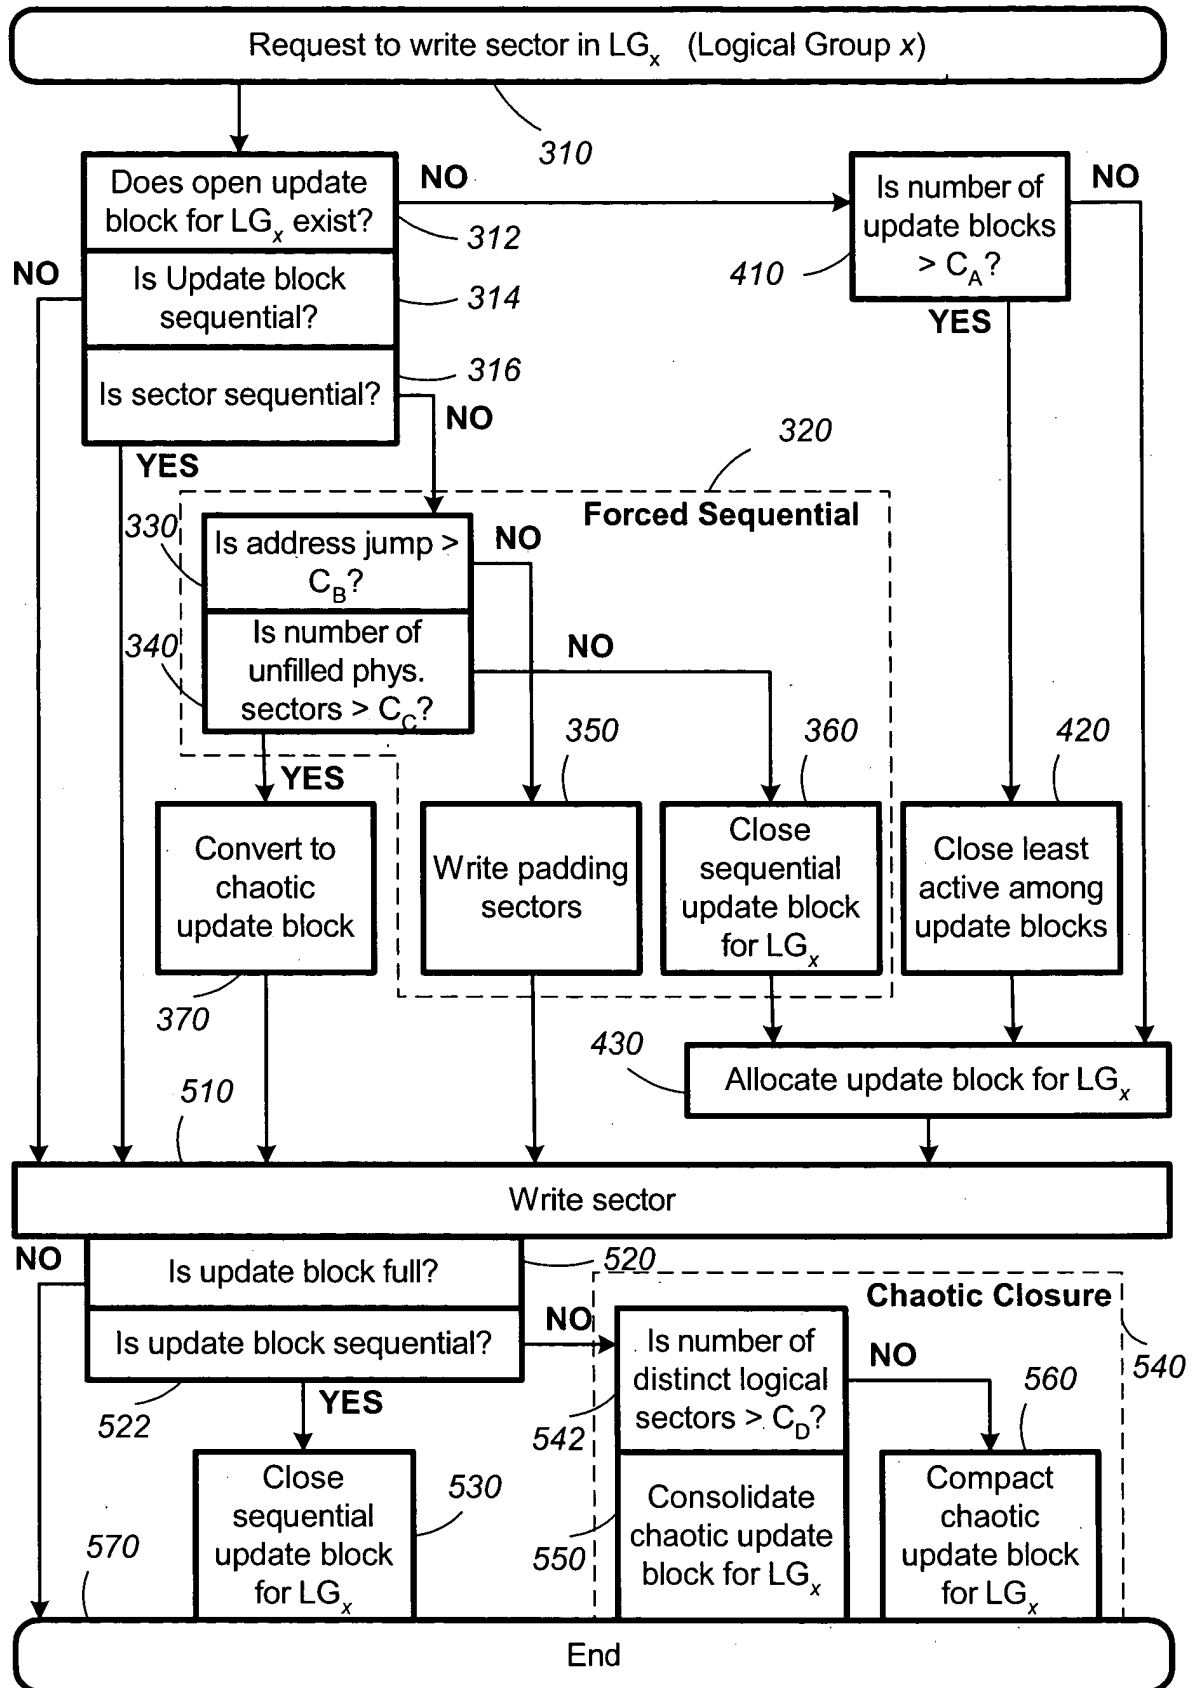 Request to write sector in LGx (Logical Group x)
310
Does open update
block for LGx exist?
NO
312
Is number of
update blocks
> CA?
NO
410
YES
NO
Is Update block
sequential?
314
Is sector sequential?
316
NO
YES
320
Forced Sequential
330
Is address jump >
CB?
NO
340
Is number of
unfilled phys.
sectors > CC?
NO
YES
350
360
420
Convert to
chaotic
update block
370
Write padding
sectors
Close
sequential
update block
for LGx
Close least
active among
update blocks
430
Allocate update block for LGx
510
Write sector
NO
Is update block full?
520
Is update block sequential?
NO
522
YES
Chaotic Closure
540
Is number of
distinct logical
sectors > CD?
542
NO
560
Close
sequential
update block
for LGx
530
Consolidate
chaotic update
block for LGx
550
Compact
chaotic
update block
for LGx
570
End